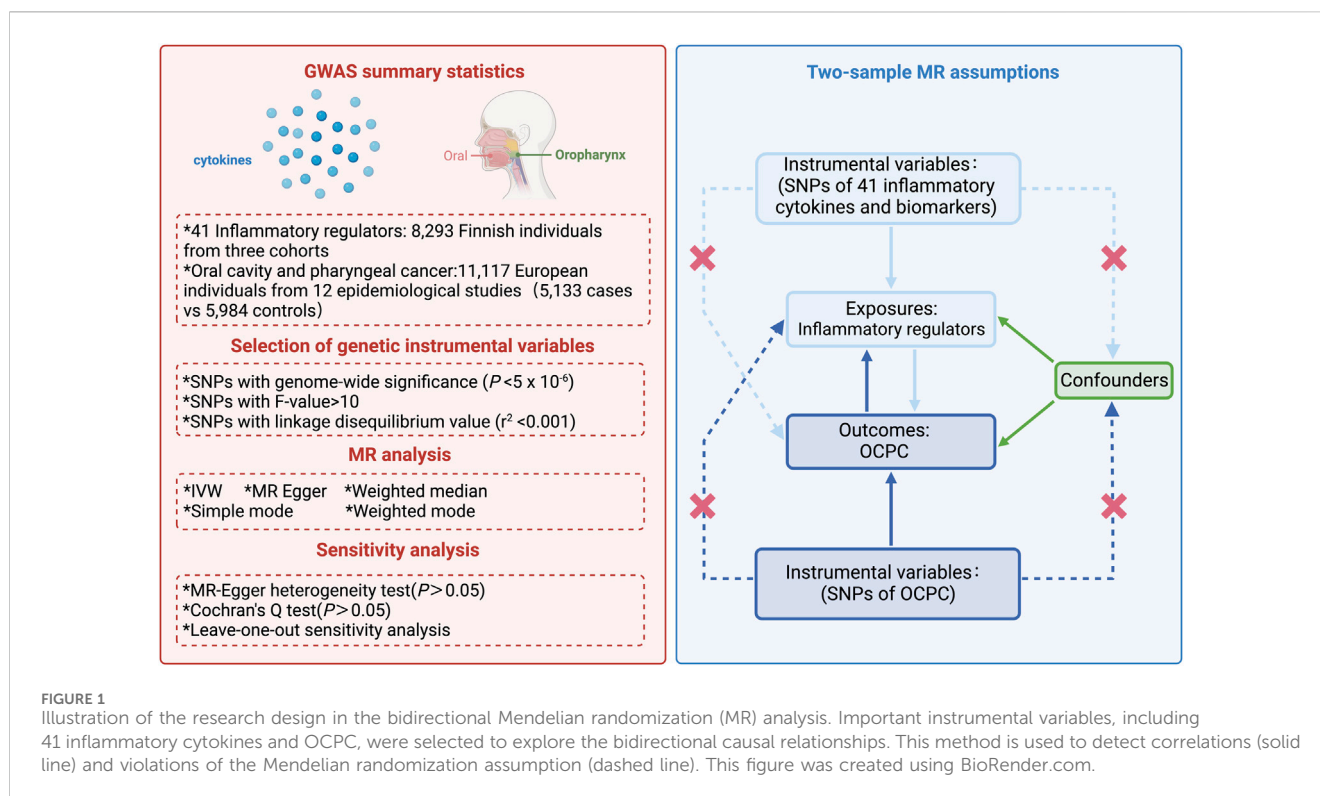 GWAS summary statistics
cytokines
Oral
Oropharynx
*41 Inflammatory regulators: 8,293 Finnish individuals
from three cohorts
*Oral cavity and pharyngeal cancer:11,117 European
individuals from 12 epidemiological studies（5,133 cases
vs 5,984 controls）
Selection of genetic instrumental variables
*SNPs with genome-wide significance (P<5 x 10⁻⁶)
*SNPs with F-value>10
*SNPs with linkage disequilibrium value (r² <0.001)
MR analysis
*IVW *MR Egger *Weighted median
*Simple mode *Weighted mode
Sensitivity analysis
*MR-Egger heterogeneity test(P＞0.05)
*Cochran's Q test(P＞0.05)
*Leave-one-out sensitivity analysis
Two-sample MR assumptions
Instrumental variables：
(SNPs of 41 inflammatory
cytokines and biomarkers)
Exposures:
Inflammatory regulators
Confounders
Outcomes:
OCPC
Instrumental variables：
(SNPs of OCPC)
FIGURE 1
Illustration of the research design in the bidirectional Mendelian randomization (MR) analysis. Important instrumental variables, including
41 inflammatory cytokines and OCPC, were selected to explore the bidirectional causal relationships. This method is used to detect correlations (solid
line) and violations of the Mendelian randomization assumption (dashed line). This figure was created using BioRender.com.